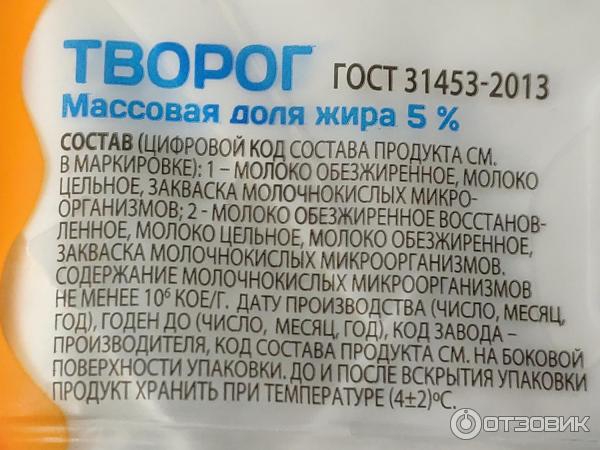 ТВОРОГ ГОСТ 31453-2013
Массовая доля жира 5 %
СОСТАВ (ЦИФРОВОЙ КОД СОСТАВА ПРОДУКТА СМ.
В МАРКИРОВКЕ): 1 – МОЛОКО ОБЕЗЖИРЕННОЕ, МОЛОКО
ЦЕЛЬНОЕ, ЗАКВАСКА МОЛОЧНОКИСЛЫХ МИКРО-
ОРГАНИЗМОВ; 2 - МОЛОКО ОБЕЗЖИРЕННОЕ ВОССТАНОВ-
ЛЕННОЕ, МОЛОКО ЦЕЛЬНОЕ, МОЛОКО ОБЕЗЖИРЕННОЕ,
ЗАКВАСКА МОЛОЧНОКИСЛЫХ МИКРООРГАНИЗМОВ.
СОДЕРЖАНИЕ МОЛОЧНОКИСЛЫХ МИКРООРГАНИЗМОВ
НЕ МЕНЕЕ 10⁶ КОЕ/Г. ДАТУ ПРОИЗВОДСТВА (ЧИСЛО, МЕСЯЦ,
ГОД), ГОДЕН ДО (ЧИСЛО, МЕСЯЦ, ГОД), КОД ЗАВОДА –
ПРОИЗВОДИТЕЛЯ, КОД СОСТАВА ПРОДУКТА СМ. НА БОКОВОЙ
ПОВЕРХНОСТИ УПАКОВКИ. ДО И ПОСЛЕ ВСКРЫТИЯ УПАКОВКИ
ПРОДУКТ ХРАНИТЬ ПРИ ТЕМПЕРАТУРЕ (4±2)ºС.
ОТЗОВИК